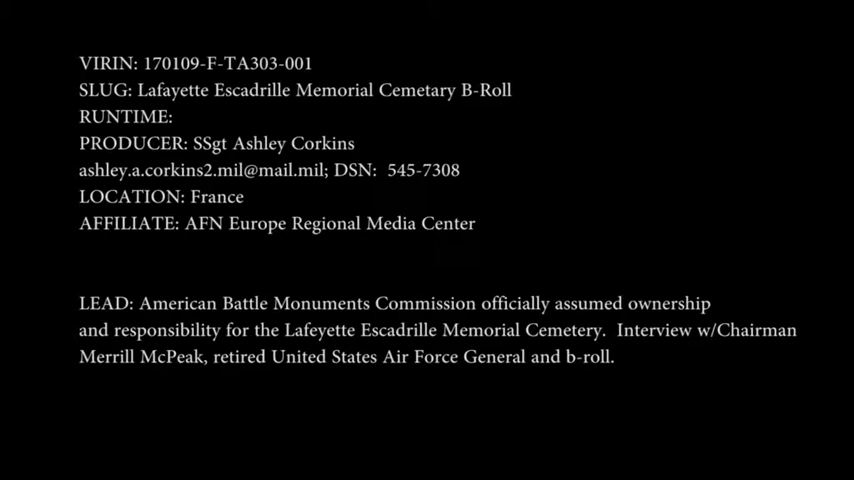 VIRIN: 170109-F-TA303-001
SLUG: Lafayette Escadrille Memorial Cemetary B-Roll
RUNTIME:
PRODUCER: SSgt Ashley Corkins
ashley.a.corkins2.mil@mail.mil; DSN: 545-7308
LOCATION: France
AFFILIATE: AFN Europe Regional Media Center
LEAD: American Battle Monuments Commission officially assumed ownership
and responsibility for the Lafeyette Escadrille Memorial Cemetery. Interview w/Chairman
Merrill McPeak, retired United States Air Force General and b-roll.